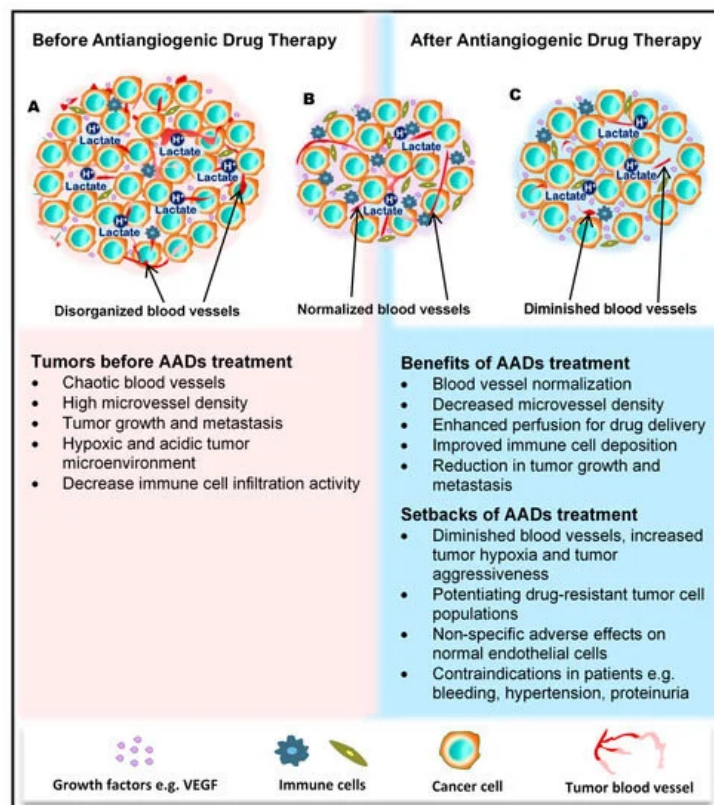 Before Antiangiogenic Drug Therapy
After Antiangiogenic Drug Therapy
A
B
C
H+
Lactate
H+
Lactate
H+
Lactate
H+
Lactate
H+
Lactate
H+
Lactate
H+
Lactate
H+
Lactate
H+
Lactate
H+
Lactate
Disorganized blood vessels
Normalized blood vessels
Diminished blood vessels
Tumors before AADs treatment
• Chaotic blood vessels
• High microvessel density
• Tumor growth and metastasis
• Hypoxic and acidic tumor
microenvironment
• Decrease immune cell infiltration activity
Benefits of AADs treatment
• Blood vessel normalization
• Decreased microvessel density
• Enhanced perfusion for drug delivery
• Improved immune cell deposition
• Reduction in tumor growth and
metastasis
Setbacks of AADs treatment
• Diminished blood vessels, increased
tumor hypoxia and tumor
aggressiveness
• Potentiating drug-resistant tumor cell
populations
• Non-specific adverse effects on
normal endothelial cells
• Contraindications in patients e.g.
bleeding, hypertension, proteinuria
Growth factors e.g. VEGF
Immune cells
Cancer cell
Tumor blood vessel